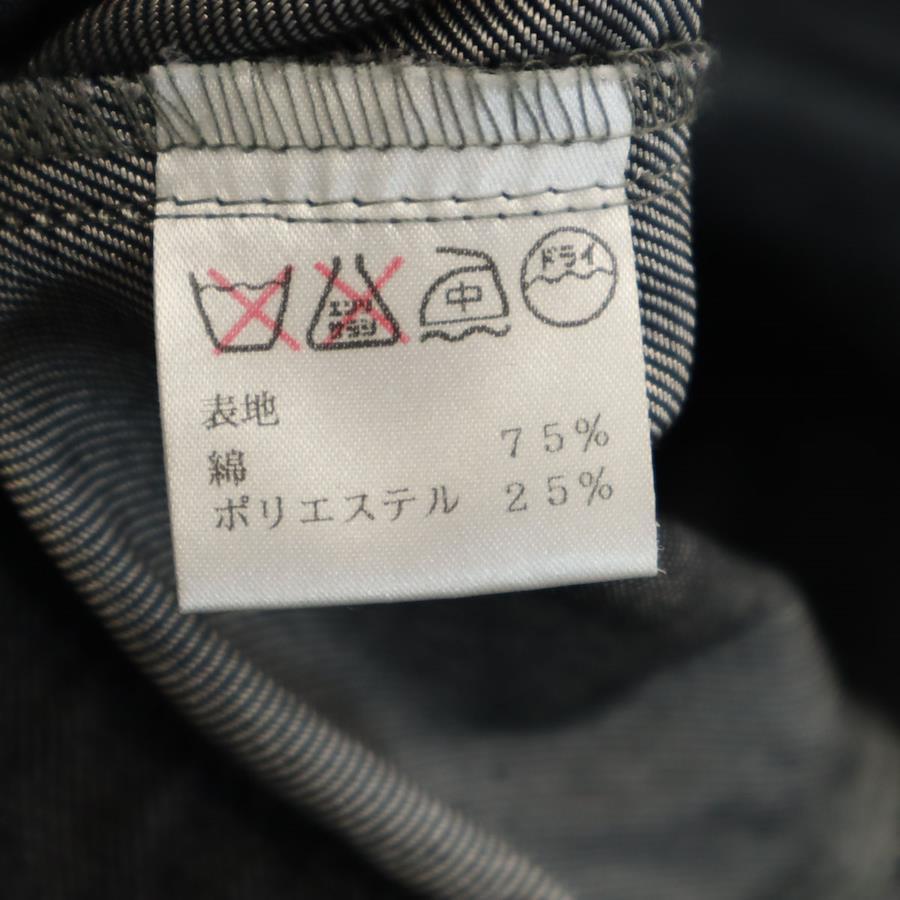 ドライ
エンソ
サラシ
中
表地
綿 75%
ポリエステル 25%